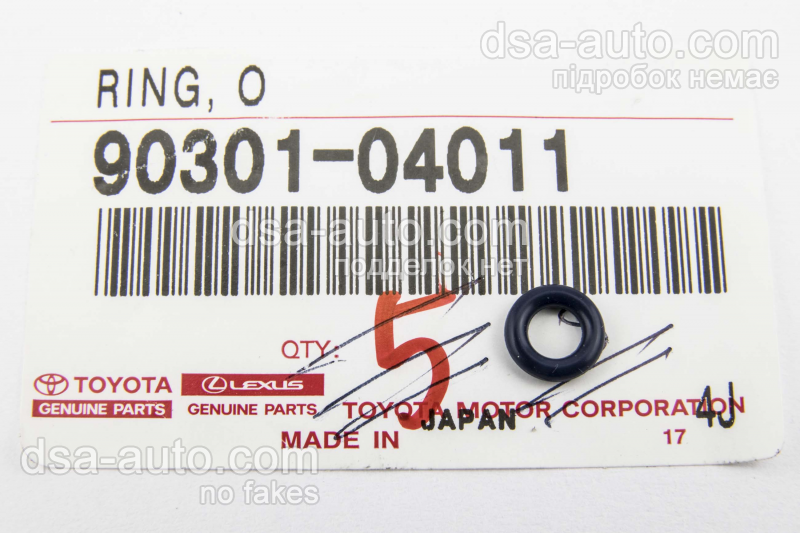 dsa-auto.com
підробок немає
RING, O
90301-04011
dsa-auto.com
подделок нет
QTY: 5
TOYOTA LEXUS
GENUINE PARTS GENUINE PARTS
TOYOTA MOTOR CORPORATION
MADE IN JAPAN 17 4J
dsa-auto.com
no fakes